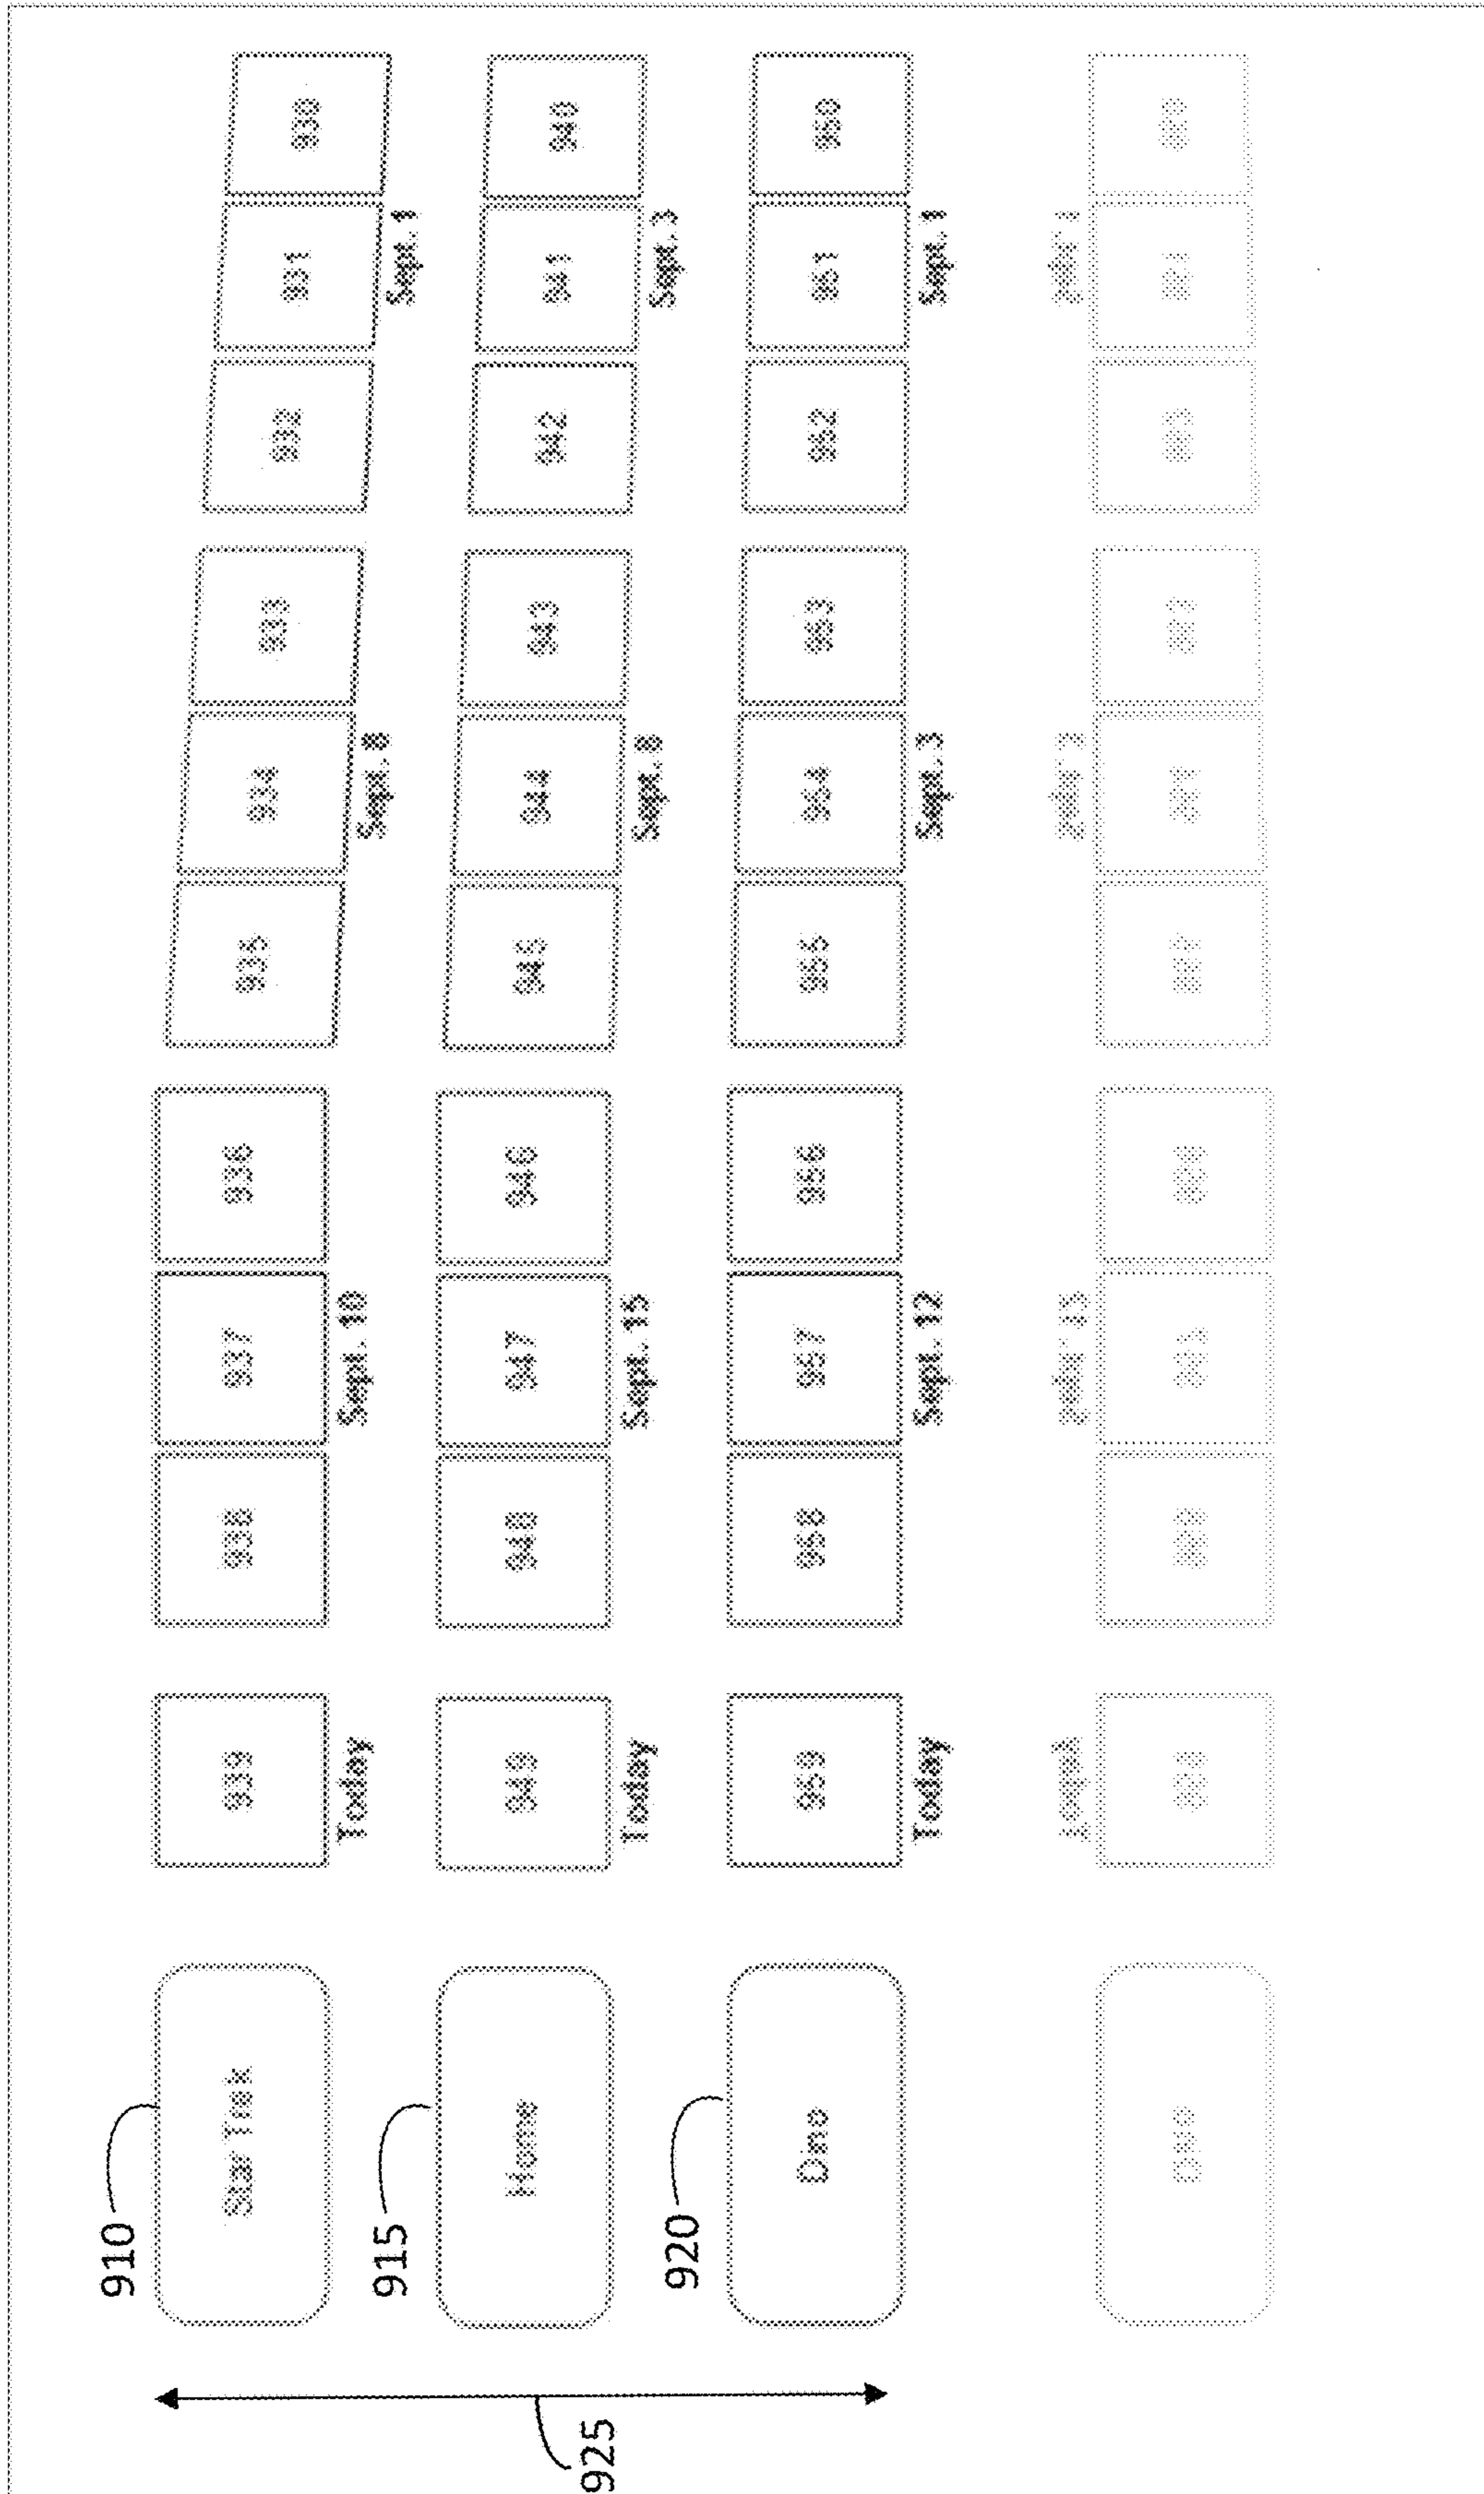 910
Star Trek 939 938 937 936 935 934 933 932 931 930
Today Sept. 10 Sept. 8 Sept. 1
915
Home 949 948 947 946 945 944 943 942 941 940
Today Sept. 15 Sept. 8 Sept. 3
925
920
Dino 959 958 957 956 955 954 953 952 951 950
Today Sept. 12 Sept. 3 Sept. 1